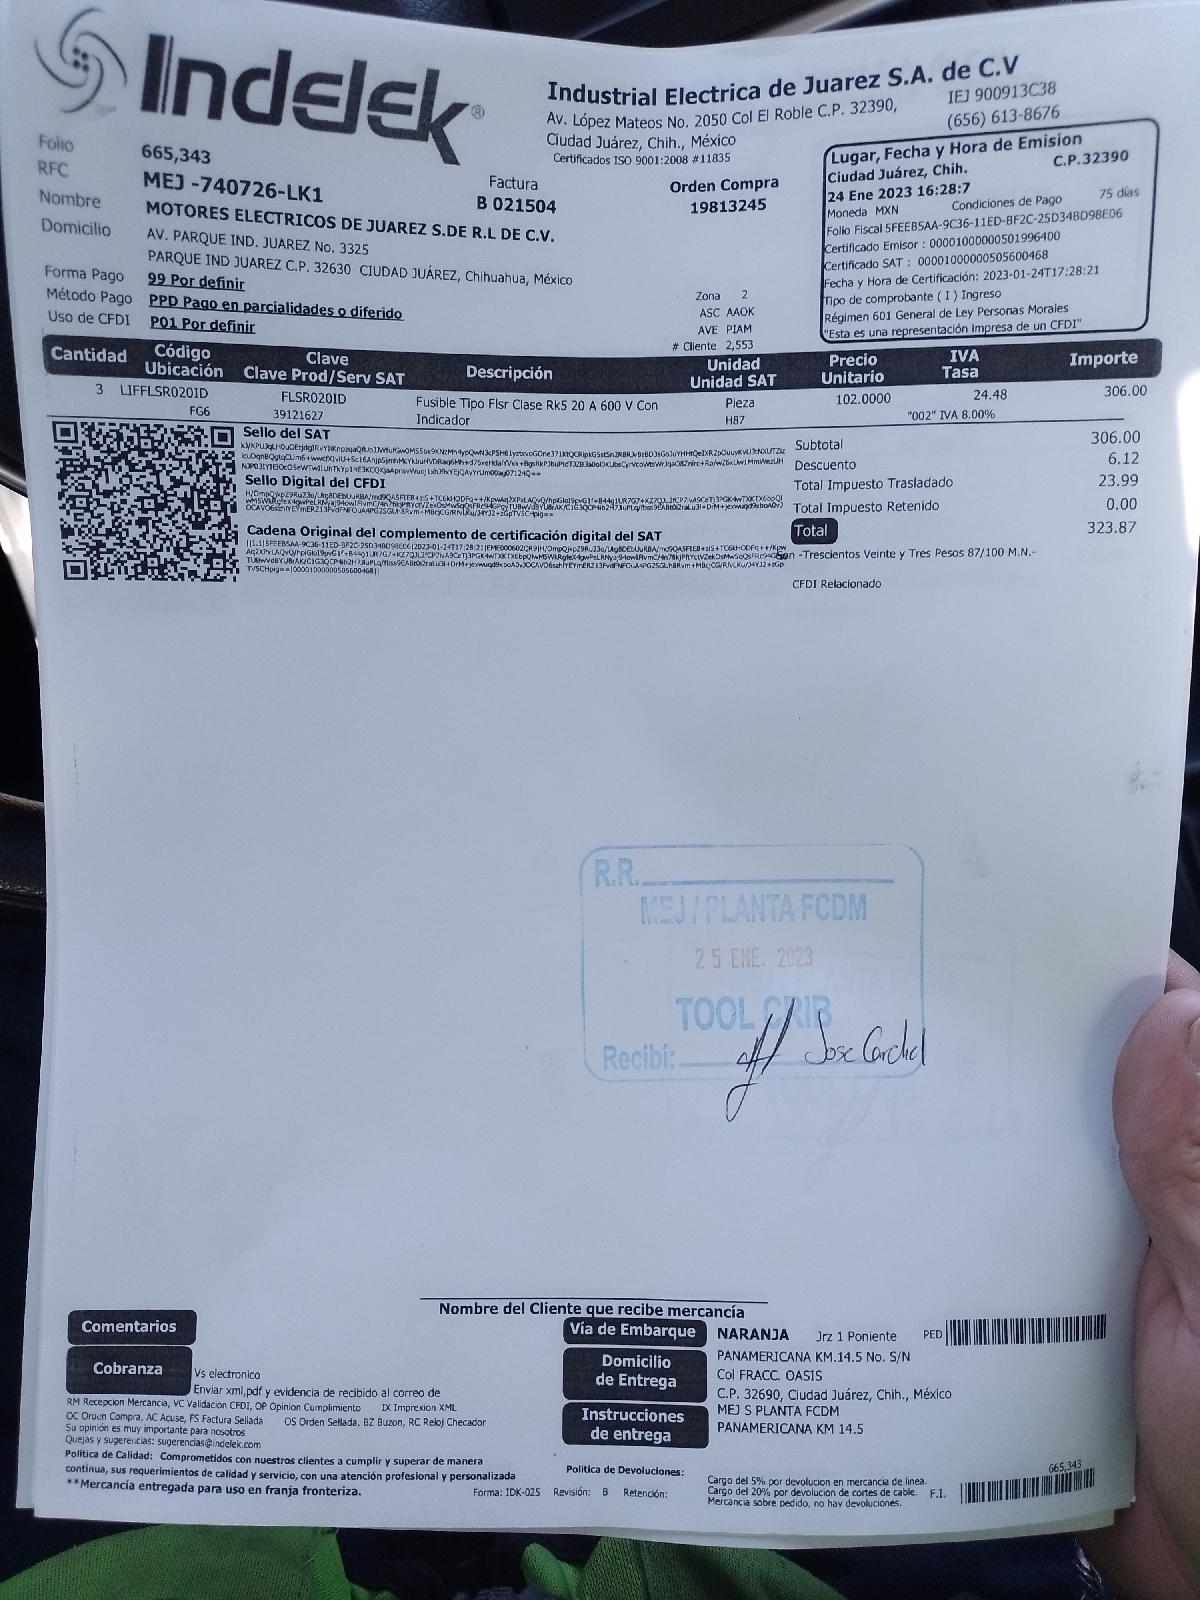 Indelek®
Industrial Electrica de Juarez S.A. de C.V
IEJ 900913C38
Av. López Mateos No. 2050 Col El Roble C.P. 32390,
(656) 613-8676
Ciudad Juárez, Chih., México
Certificados ISO 9001:2008 #11835
Folio 665,343
RFC MEJ -740726-LK1
Factura
B 021504
Orden Compra
19813245
Nombre MOTORES ELECTRICOS DE JUAREZ S.DE R.L DE C.V.
Domicilio AV. PARQUE IND. JUAREZ No. 3325
PARQUE IND JUAREZ C.P. 32630 CIUDAD JUÁREZ, Chihuahua, México
Forma Pago 99 Por definir
Método Pago PPD Pago en parcialidades o diferido
Uso de CFDI P01 Por definir
Zona 2
ASC AAOK
AVE PIAM
# Cliente 2,553
Lugar, Fecha y Hora de Emision
Ciudad Juárez, Chih. C.P.32390
24 Ene 2023 16:28:7
Moneda MXN Condiciones de Pago 75 días
Folio Fiscal 5FEEB5AA-9C36-11ED-BF2C-25D34BD98E06
Certificado Emisor : 00001000000501996400
Certificado SAT : 00001000000505600468
Fecha y Hora de Certificación: 2023-01-24T17:28:21
Tipo de comprobante ( I ) Ingreso
Régimen 601 General de Ley Personas Morales
"Esta es una representación impresa de un CFDI"
Cantidad Código Ubicación Clave Clave Prod/Serv SAT Descripción Unidad Unidad SAT Precio Unitario IVA Tasa Importe
3 LIFFLSR020ID FLSR020ID Fusible Tipo Flsr Clase Rk5 20 A 600 V Con Pieza 102.0000 24.48 306.00
FG6 39121627 Indicador H87 "002" IVA 8.00%
Sello del SAT
Sello Digital del CFDI
Cadena Original del complemento de certificación digital del SAT
Subtotal 306.00
Descuento 6.12
Total Impuesto Trasladado 23.99
Total Impuesto Retenido 0.00
Total 323.87
-Trescientos Veinte y Tres Pesos 87/100 M.N.-
CFDI Relacionado
R.R.
MEJ / PLANTA FCDM
25 ENE. 2023
TOOL CRIB
Recibí: Jose
Nombre del Cliente que recibe mercancía
Comentarios
Cobranza
Vs electronico
Enviar xml,pdf y evidencia de recibido al correo de
RM Recepcion Mercancia, VC Validacion CFDI, OP Opinion Cumplimiento IX Imprexion XML
OC Orden Compra, AC Acuse, FS Factura Sellada OS Orden Sellada, BZ Buzon, RC Reloj Checador
Su opinión es muy importante para nosotros
Quejas y sugerencias: sugerencias@indelek.com
Política de Calidad: Comprometidos con nuestros clientes a cumplir y superar de manera
continua, sus requerimientos de calidad y servicio, con una atención profesional y personalizada
**Mercancía entregada para uso en franja fronteriza.
Forma: IDK-025 Revisión: B Retención:
Vía de Embarque NARANJA Jrz 1 Poniente PED
Domicilio de Entrega
PANAMERICANA KM.14.5 No. S/N
Col FRACC. OASIS
C.P. 32690, Ciudad Juárez, Chih., México
Instrucciones de entrega
MEJ S PLANTA FCDM
PANAMERICANA KM 14.5
Politica de Devoluciones:
Cargo del 5% por devolucion en mercancia de linea.
Cargo del 20% por devolucion de cortes de cable.
Mercancia sobre pedido, no hay devoluciones.
F.I.
665,343